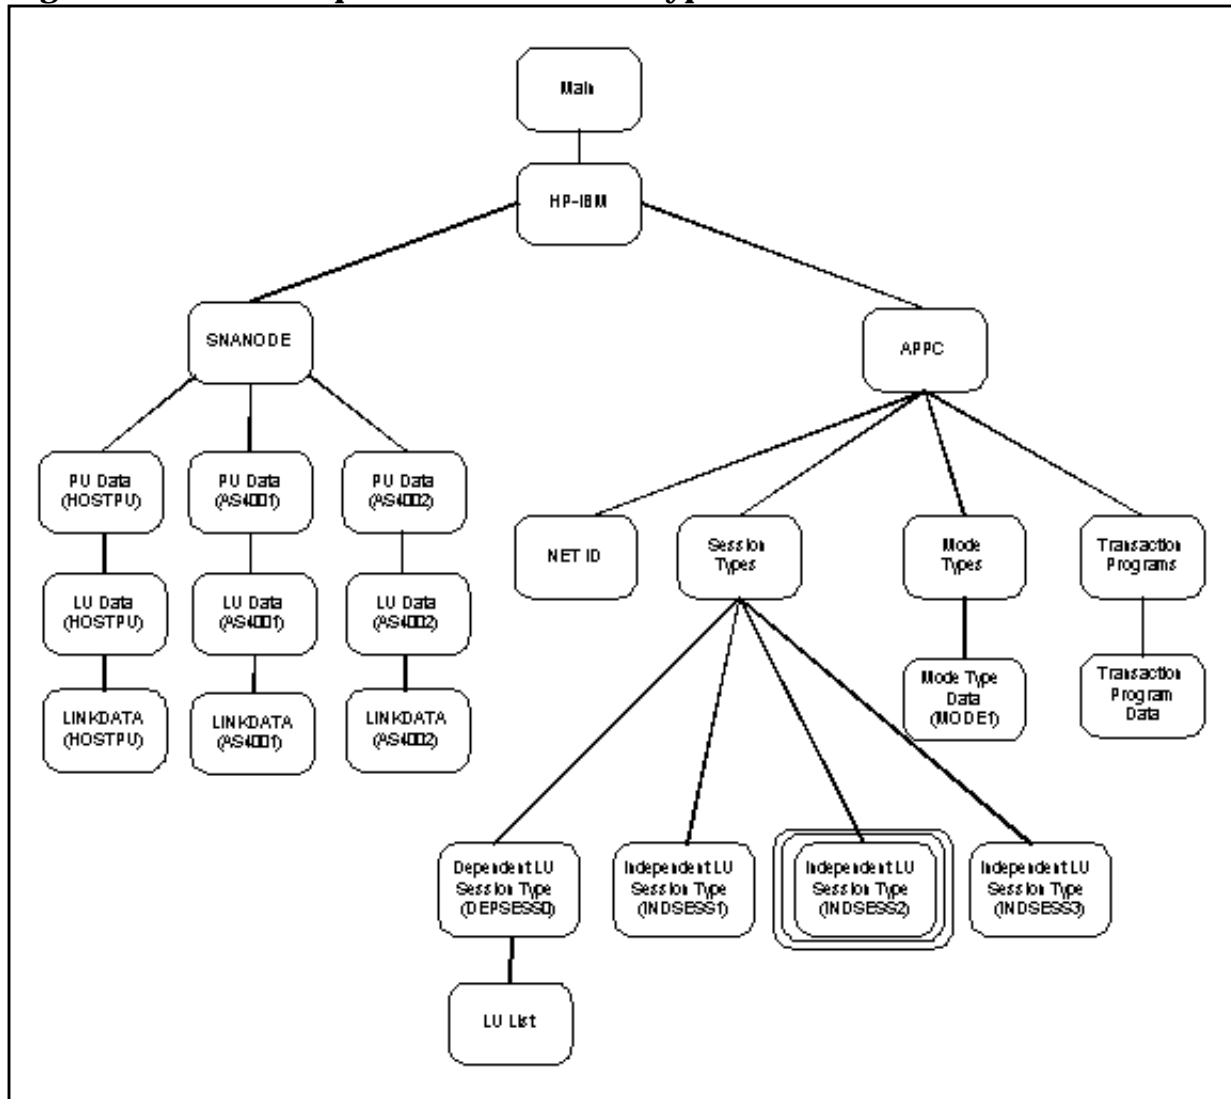 Main
HP-IBM
SNANODE
APPC
PU Data
(HOSTPU)
PU Data
(AS4001)
PU Data
(AS4002)
NET ID
Session
Types
Mode
Types
Transaction
Programs
LU Data
(HOSTPU)
LU Data
(AS4001)
LU Data
(AS4002)
Mode Type
Data
(MODE1)
Transaction
Program
Data
LINKDATA
(HOSTPU)
LINKDATA
(AS4001)
LINKDATA
(AS4002)
Dependent LU
Session Type
(DEPSESS0)
Independent LU
Session Type
(INDSESS1)
Independent LU
Session Type
(INDSESS2)
Independent LU
Session Type
(INDSESS3)
LU List